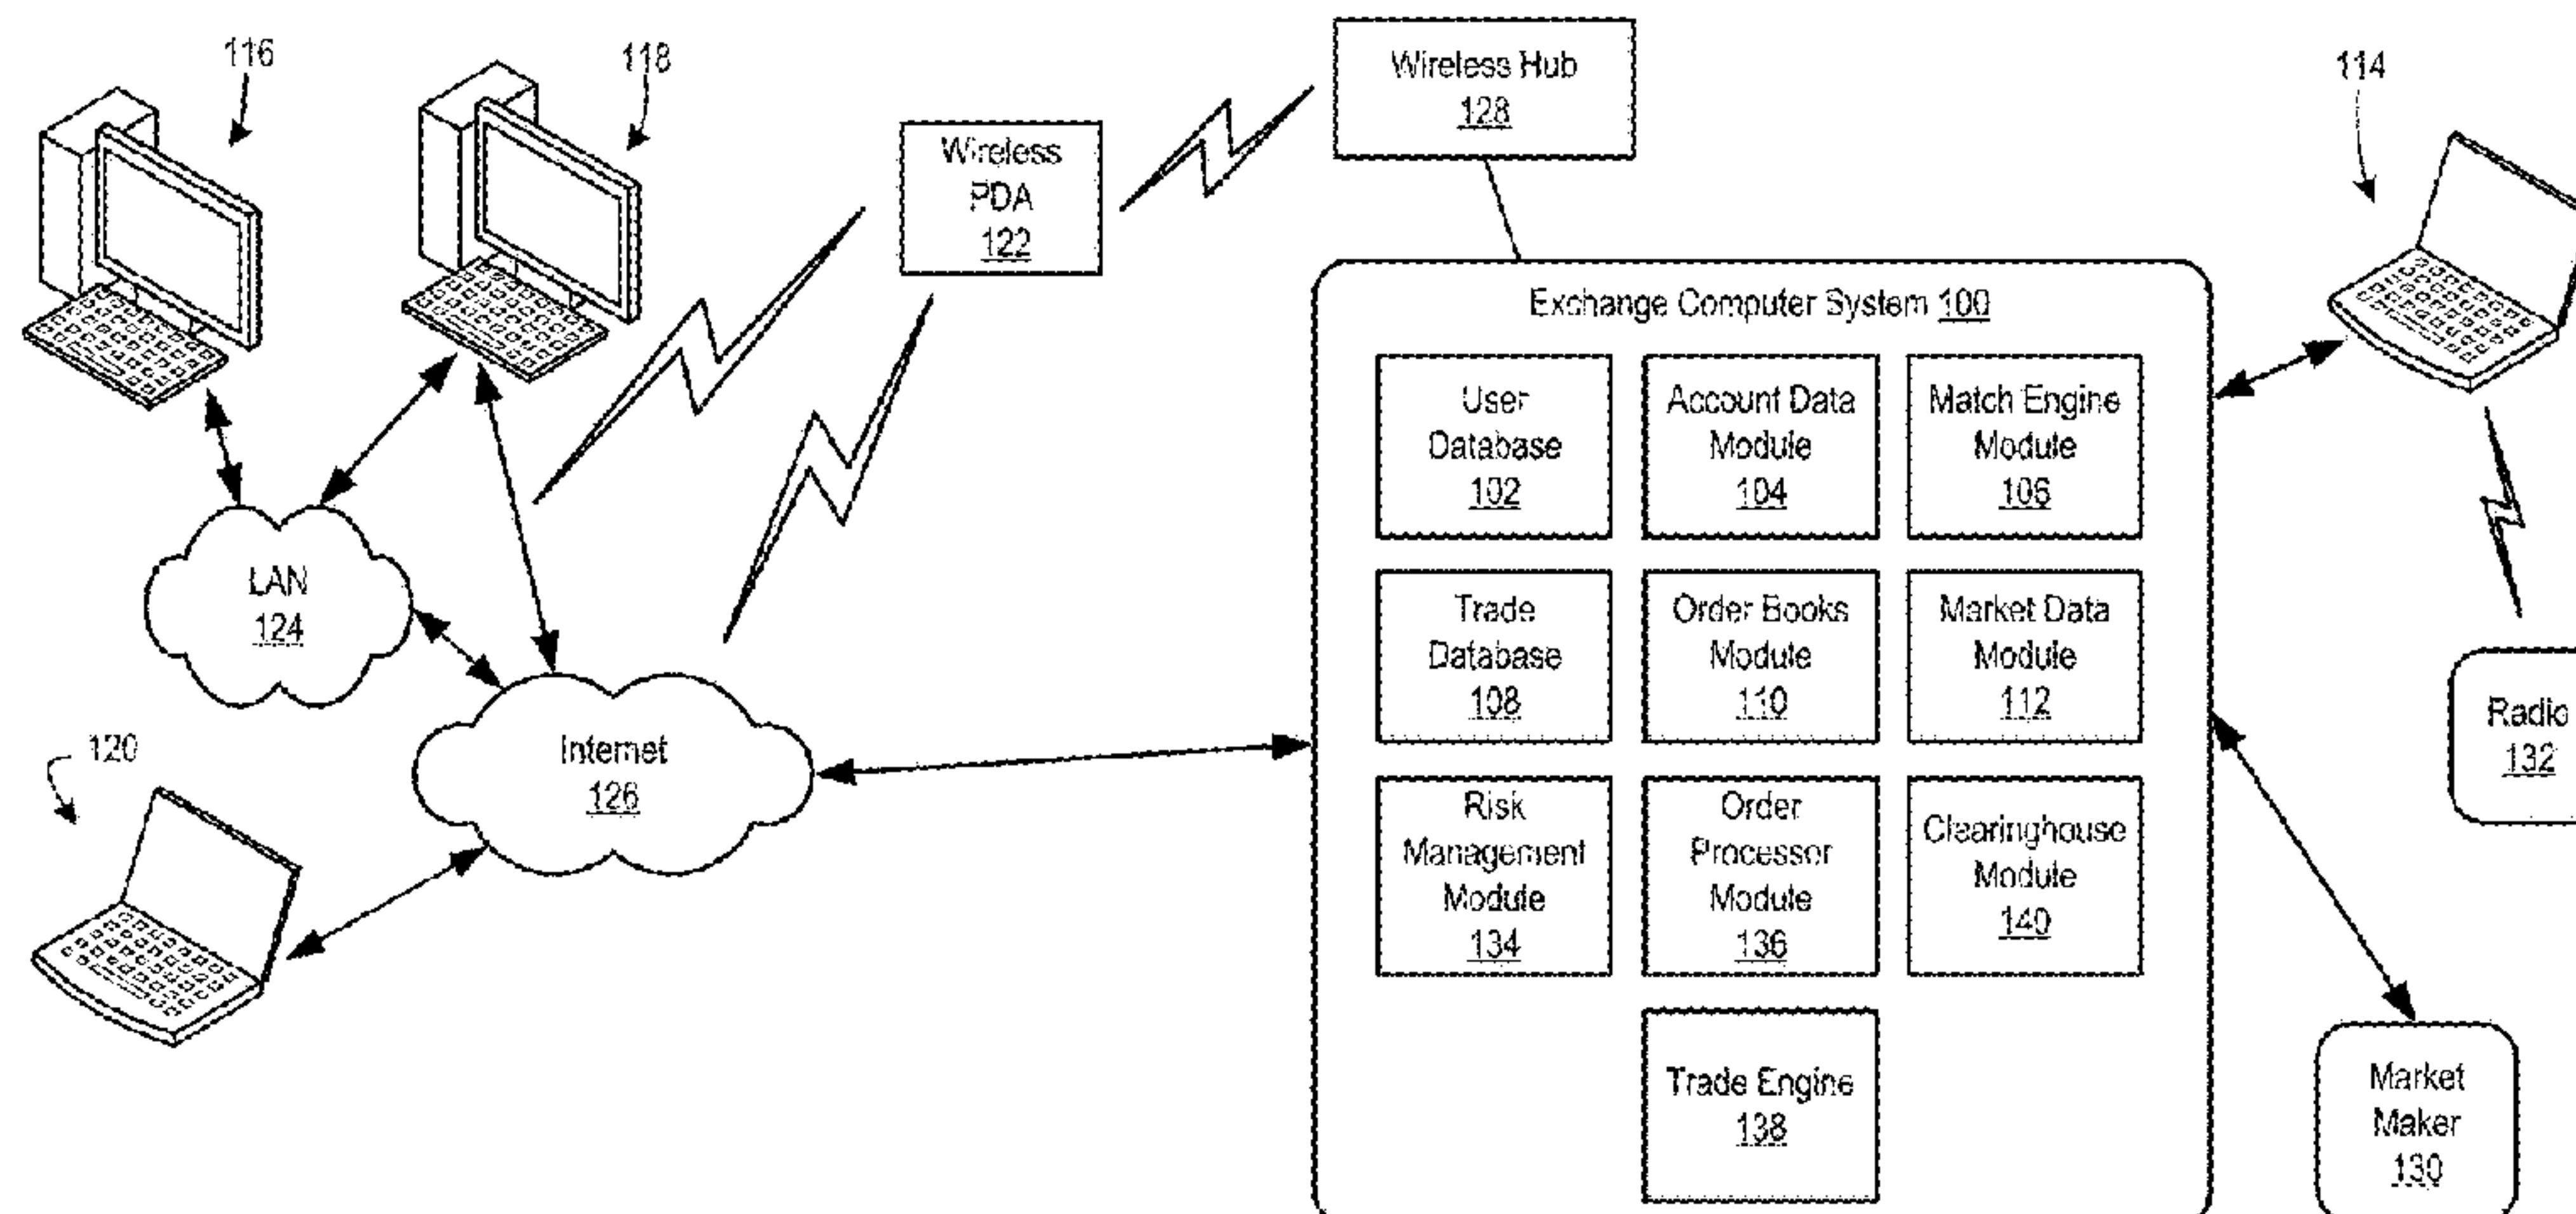 116
118
Wireless Hub
128
114
Wireless
PDA
122
Exchange Computer System 100
User
Database
102
Account Data
Module
104
Match Engine
Module
106
LAN
124
Trade
Database
108
Order Books
Module
110
Market Data
Module
112
Radio
132
120
Internet
126
Risk
Management
Module
134
Order
Processor
Module
136
Clearinghouse
Module
140
Trade Engine
138
Market
Maker
130